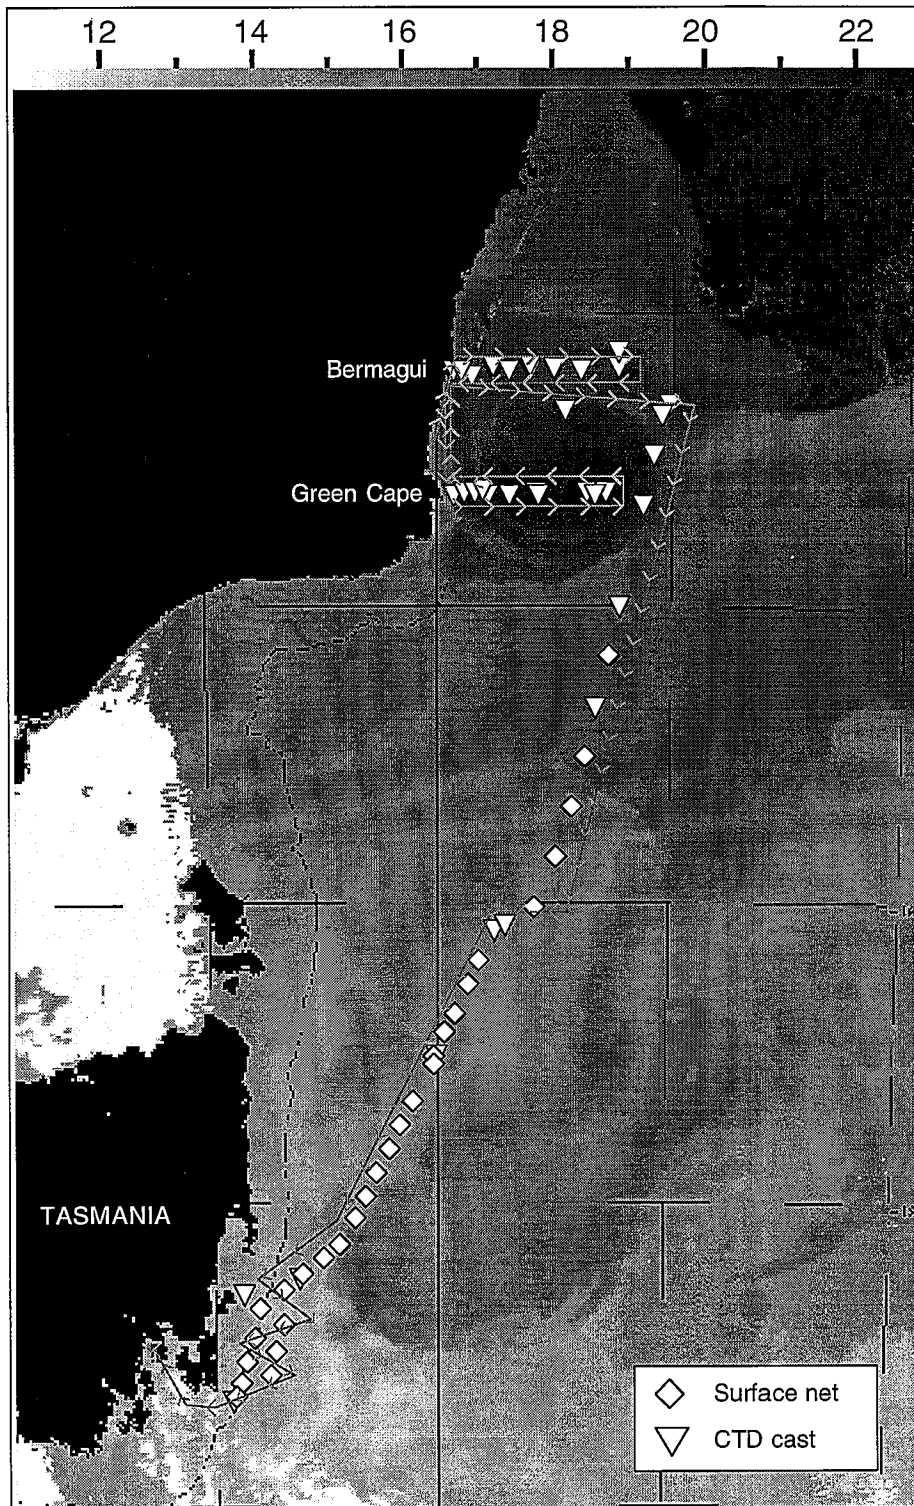 12 14 16 18 20 22
Bermagui
Green Cape
TASMANIA
Surface net
CTD cast